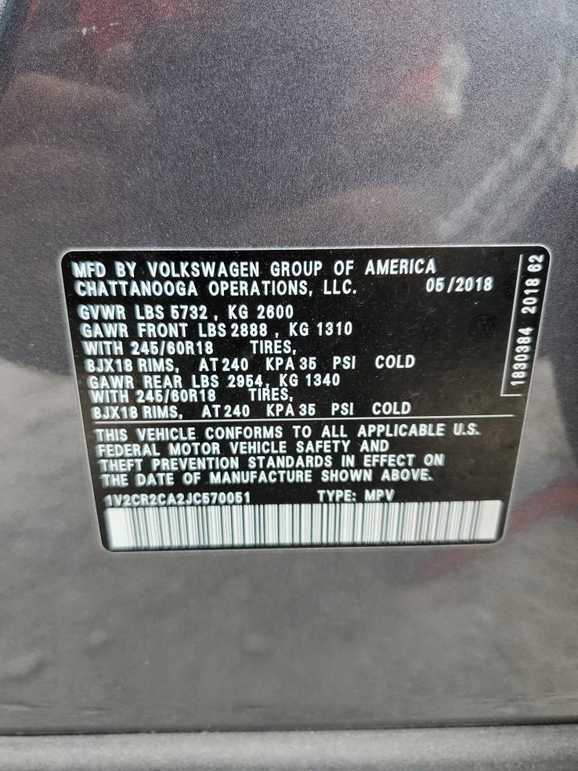 MFD BY VOLKSWAGEN GROUP OF AMERICA
CHATTANOOGA OPERATIONS, LLC. 05/2018
GVWR LBS 5732, KG 2600
GAWR FRONT LBS 2888, KG 1310
WITH 245/60R18 TIRES,
8JX18 RIMS, AT 240 KPA 35 PSI COLD
GAWR REAR LBS 2954, KG 1340
WITH 245/60R18 TIRES,
8JX18 RIMS, AT 240 KPA 35 PSI COLD
THIS VEHICLE CONFORMS TO ALL APPLICABLE U.S.
FEDERAL MOTOR VEHICLE SAFETY AND
THEFT PREVENTION STANDARDS IN EFFECT ON
THE DATE OF MANUFACTURE SHOWN ABOVE.
1V2CR2CA2JC570051 TYPE: MPV
1830384 2018 62